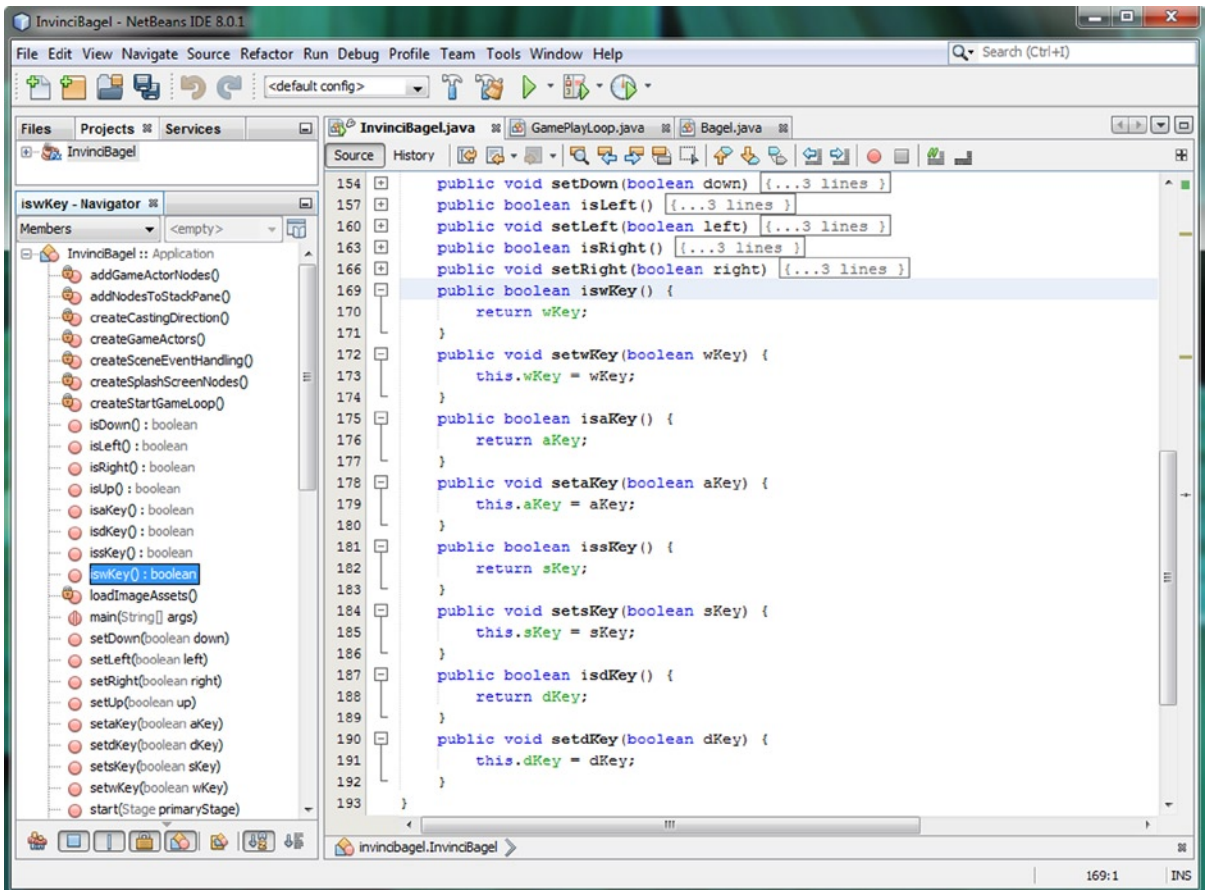 InvinciBagel - NetBeans IDE 8.0.1
File Edit View Navigate Source Refactor Run Debug Profile Team Tools Window Help
Search (Ctrl+I)
<default config>
Files Projects Services
InvinciBagel
iswKey - Navigator
Members <empty>
InvinciBagel :: Application
addGameActorNodes()
addNodesToStackPane()
createCastingDirection()
createGameActors()
createSceneEventHandling()
createSplashScreenNodes()
createStartGameLoop()
isDown() : boolean
isLeft() : boolean
isRight() : boolean
isUp() : boolean
isaKey() : boolean
isdKey() : boolean
issKey() : boolean
iswKey() : boolean
loadImageAssets()
main(String[] args)
setDown(boolean down)
setLeft(boolean left)
setRight(boolean right)
setUp(boolean up)
setaKey(boolean aKey)
setdKey(boolean dKey)
setsKey(boolean sKey)
setwKey(boolean wKey)
start(Stage primaryStage)
InvinciBagel.java GamePlayLoop.java Bagel.java
Source History
154 public void setDown(boolean down) {...3 lines }
157 public boolean isLeft() {...3 lines }
160 public void setLeft(boolean left) {...3 lines }
163 public boolean isRight() {...3 lines }
166 public void setRight(boolean right) {...3 lines }
169 public boolean iswKey() {
170 return wKey;
171 }
172 public void setwKey(boolean wKey) {
173 this.wKey = wKey;
174 }
175 public boolean isaKey() {
176 return aKey;
177 }
178 public void setaKey(boolean aKey) {
179 this.aKey = aKey;
180 }
181 public boolean issKey() {
182 return sKey;
183 }
184 public void setsKey(boolean sKey) {
185 this.sKey = sKey;
186 }
187 public boolean isdKey() {
188 return dKey;
189 }
190 public void setdKey(boolean dKey) {
191 this.dKey = dKey;
192 }
193 }
invincibagel.InvinciBagel
169:1 INS